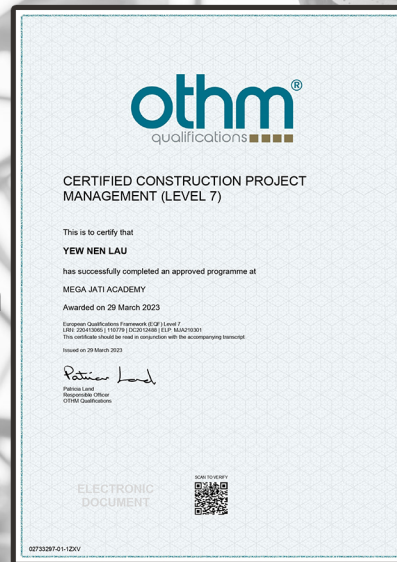 othm®
qualifications
CERTIFIED CONSTRUCTION PROJECT
MANAGEMENT (LEVEL 7)
This is to certify that
YEW NEN LAU
has successfully completed an approved programme at
MEGA JATI ACADEMY
Awarded on 29 March 2023
European Qualifications Framework (EQF) Level 7
LRN: 220413065 | 110779 | DC2012488 | ELP: MJA210301
This certificate should be read in conjunction with the accompanying transcript
Issued on 29 March 2023
Patricia Lund
Responsible Officer
OTHM Qualifications
SCAN TO VERIFY
ELECTRONIC
DOCUMENT
02733297-01-1ZXV